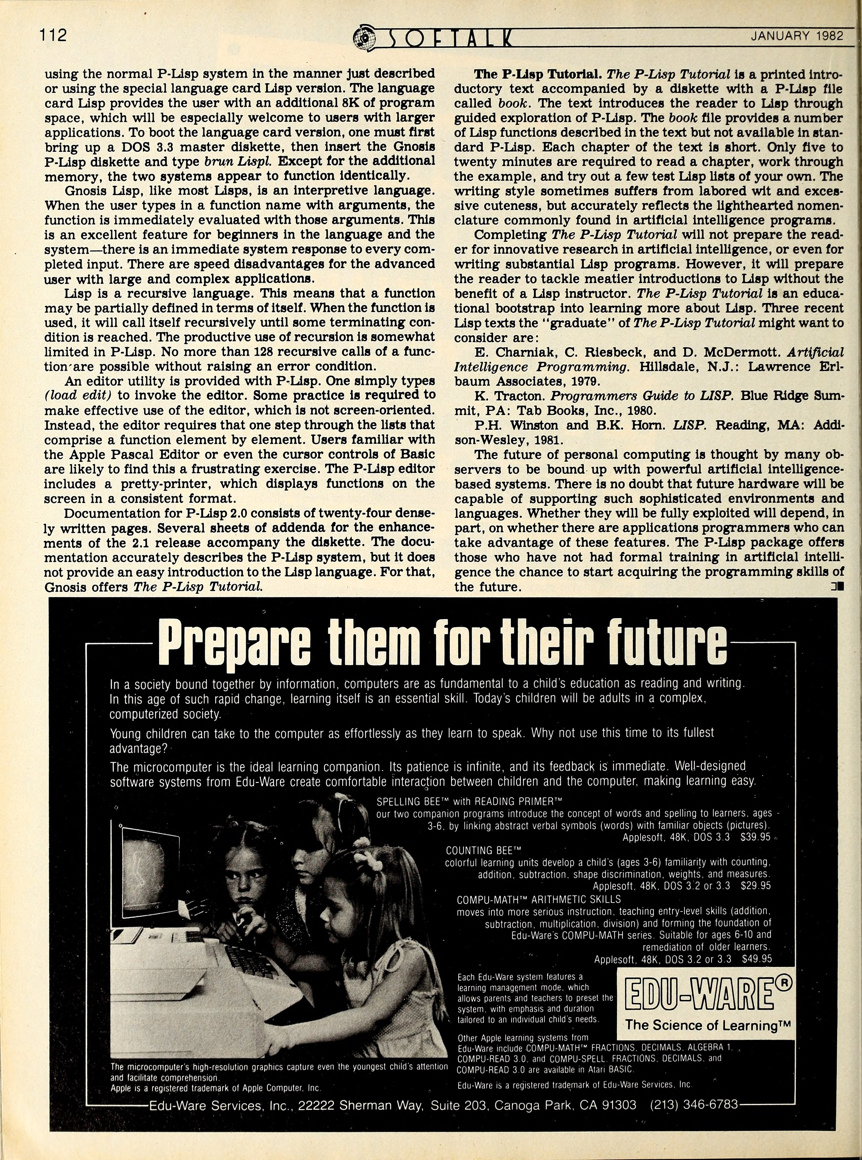 112
SOFTALK
JANUARY 1982
using the normal P-Lisp system in the manner just described
or using the special language card Lisp version. The language
card Lisp provides the user with an additional 8K of program
space, which will be especially welcome to users with larger
applications. To boot the language card version, one must first
bring up a DOS 3.3 master diskette, then insert the Gnosis
P-Lisp diskette and type brun Lispl. Except for the additional
memory, the two systems appear to function identically.
Gnosis Lisp, like most Lisps, is an interpretive language.
When the user types in a function name with arguments, the
function is immediately evaluated with those arguments. This
is an excellent feature for beginners in the language and the
system—there is an immediate system response to every com-
pleted input. There are speed disadvantages for the advanced
user with large and complex applications.
Lisp is a recursive language. This means that a function
may be partially defined in terms of itself. When the function is
used, it will call itself recursively until some terminating con-
dition is reached. The productive use of recursion is somewhat
limited in P-Lisp. No more than 128 recursive calls of a func-
tion are possible without raising an error condition.
An editor utility is provided with P-Lisp. One simply types
(load edit) to invoke the editor. Some practice is required to
make effective use of the editor, which is not screen-oriented.
Instead, the editor requires that one step through the lists that
comprise a function element by element. Users familiar with
the Apple Pascal Editor or even the cursor controls of Basic
are likely to find this a frustrating exercise. The P-Lisp editor
includes a pretty-printer, which displays functions on the
screen in a consistent format.
Documentation for P-Lisp 2.0 consists of twenty-four dense-
ly written pages. Several sheets of addenda for the enhance-
ments of the 2.1 release accompany the diskette. The docu-
mentation accurately describes the P-Lisp system, but it does
not provide an easy introduction to the Lisp language. For that,
Gnosis offers The P-Lisp Tutorial.
The P-Lisp Tutorial. The P-Lisp Tutorial is a printed intro-
ductory text accompanied by a diskette with a P-Lisp file
called book. The text introduces the reader to Lisp through
guided exploration of P-Lisp. The book file provides a number
of Lisp functions described in the text but not available in stan-
dard P-Lisp. Each chapter of the text is short. Only five to
twenty minutes are required to read a chapter, work through
the example, and try out a few test Lisp lists of your own. The
writing style sometimes suffers from labored wit and exces-
sive cuteness, but accurately reflects the lighthearted nomen-
clature commonly found in artificial intelligence programs.
Completing The P-Lisp Tutorial will not prepare the read-
er for innovative research in artificial intelligence, or even for
writing substantial Lisp programs. However, it will prepare
the reader to tackle meatier introductions to Lisp without the
benefit of a Lisp instructor. The P-Lisp Tutorial is an educa-
tional bootstrap into learning more about Lisp. Three recent
Lisp texts the "graduate" of The P-Lisp Tutorial might want to
consider are:
E. Charniak, C. Riesbeck, and D. McDermott. Artificial
Intelligence Programming. Hillsdale, N.J.: Lawrence Erl-
baum Associates, 1979.
K. Tracton. Programmers Guide to LISP. Blue Ridge Sum-
mit, PA: Tab Books, Inc., 1980.
P.H. Winston and B.K. Horn. LISP. Reading, MA: Addi-
son-Wesley, 1981.
The future of personal computing is thought by many ob-
servers to be bound up with powerful artificial intelligence-
based systems. There is no doubt that future hardware will be
capable of supporting such sophisticated environments and
languages. Whether they will be fully exploited will depend, in
part, on whether there are applications programmers who can
take advantage of these features. The P-Lisp package offers
those who have not had formal training in artificial intelli-
gence the chance to start acquiring the programming skills of
the future.
Prepare them for their future
In a society bound together by information, computers are as fundamental to a child's education as reading and writing.
In this age of such rapid change, learning itself is an essential skill. Today's children will be adults in a complex,
computerized society.
Young children can take to the computer as effortlessly as they learn to speak. Why not use this time to its fullest
advantage?
The microcomputer is the ideal learning companion. Its patience is infinite, and its feedback is immediate. Well-designed
software systems from Edu-Ware create comfortable interaction between children and the computer, making learning easy.
SPELLING BEE™ with READING PRIMER™
our two companion programs introduce the concept of words and spelling to learners, ages
3-6, by linking abstract verbal symbols (words) with familiar objects (pictures).
Applesoft, 48K, DOS 3.3 $39.95
COUNTING BEE™
colorful learning units develop a child's (ages 3-6) familiarity with counting,
addition, subtraction, shape discrimination, weights, and measures.
Applesoft, 48K, DOS 3.2 or 3.3 $29.95
COMPU-MATH™ ARITHMETIC SKILLS
moves into more serious instruction, teaching entry-level skills (addition,
subtraction, multiplication, division) and forming the foundation of
Edu-Ware's COMPU-MATH series. Suitable for ages 6-10 and
remediation of older learners.
Applesoft, 48K, DOS 3.2 or 3.3 $49.95
Each Edu-Ware system features a
learning management mode, which
allows parents and teachers to preset the
system, with emphasis and duration
tailored to an individual child's needs.
Other Apple learning systems from
Edu-Ware include COMPU-MATH™ FRACTIONS, DECIMALS, ALGEBRA 1,
COMPU-READ 3.0, and COMPU-SPELL. FRACTIONS, DECIMALS, and
COMPU-READ 3.0 are available in Atari BASIC.
Edu-Ware is a registered trademark of Edu-Ware Services, Inc.
EDU-WARE®
The Science of Learning™
The microcomputer's high-resolution graphics capture even the youngest child's attention
and facilitate comprehension.
Apple is a registered trademark of Apple Computer, Inc.
Edu-Ware Services, Inc., 22222 Sherman Way, Suite 203, Canoga Park, CA 91303 (213) 346-6783